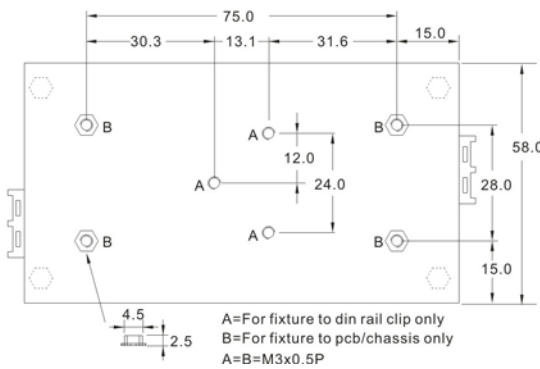 75.0
30.3 13.1 31.6 15.0
B A B
12.0 58.0
A 24.0 28.0
B A B
15.0
4.5
2.5
A=For fixture to din rail clip only
B=For fixture to pcb/chassis only
A=B=M3x0.5P